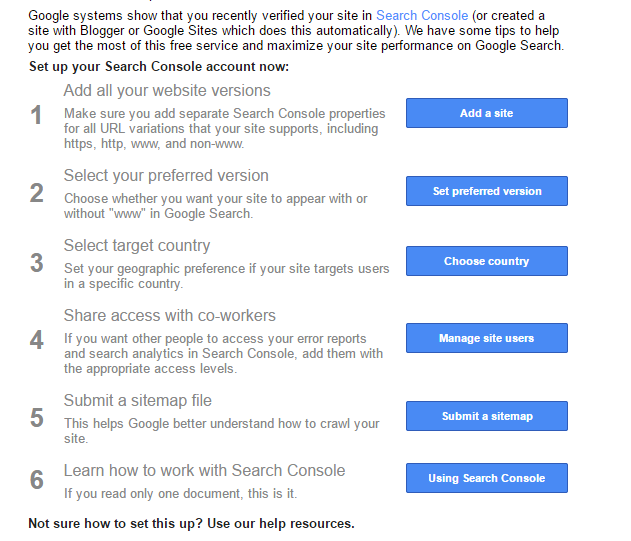 Google systems show that you recently verified your site in Search Console (or created a
site with Blogger or Google Sites which does this automatically). We have some tips to help
you get the most of this free service and maximize your site performance on Google Search.
Set up your Search Console account now:
1
Add all your website versions
Make sure you add separate Search Console properties
for all URL variations that your site supports, including
https, http, www, and non-www.
Add a site
2
Select your preferred version
Choose whether you want your site to appear with or
without "www" in Google Search.
Set preferred version
3
Select target country
Set your geographic preference if your site targets users
in a specific country.
Choose country
4
Share access with co-workers
If you want other people to access your error reports
and search analytics in Search Console, add them with
the appropriate access levels.
Manage site users
5
Submit a sitemap file
This helps Google better understand how to crawl your
site.
Submit a sitemap
6
Learn how to work with Search Console
If you read only one document, this is it.
Using Search Console
Not sure how to set this up? Use our help resources.